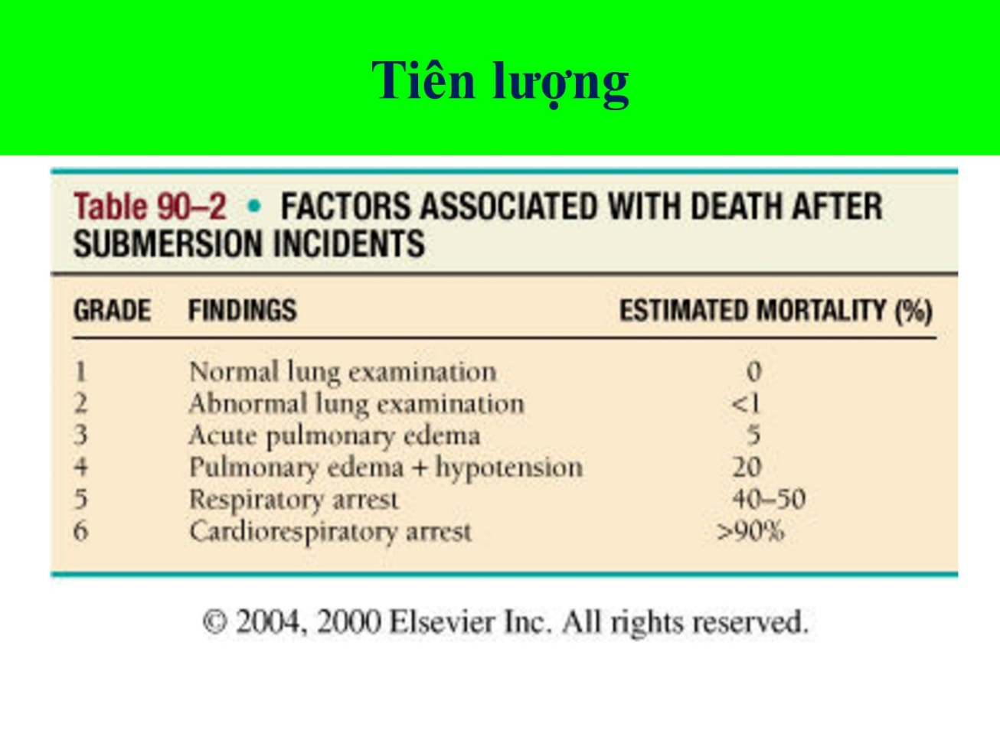 Tiên lượng
Table 90–2 • FACTORS ASSOCIATED WITH DEATH AFTER
SUBMERSION INCIDENTS
GRADE FINDINGS ESTIMATED MORTALITY (%)
1 Normal lung examination 0
2 Abnormal lung examination <1
3 Acute pulmonary edema 5
4 Pulmonary edema + hypotension 20
5 Respiratory arrest 40–50
6 Cardiorespiratory arrest >90%
© 2004, 2000 Elsevier Inc. All rights reserved.